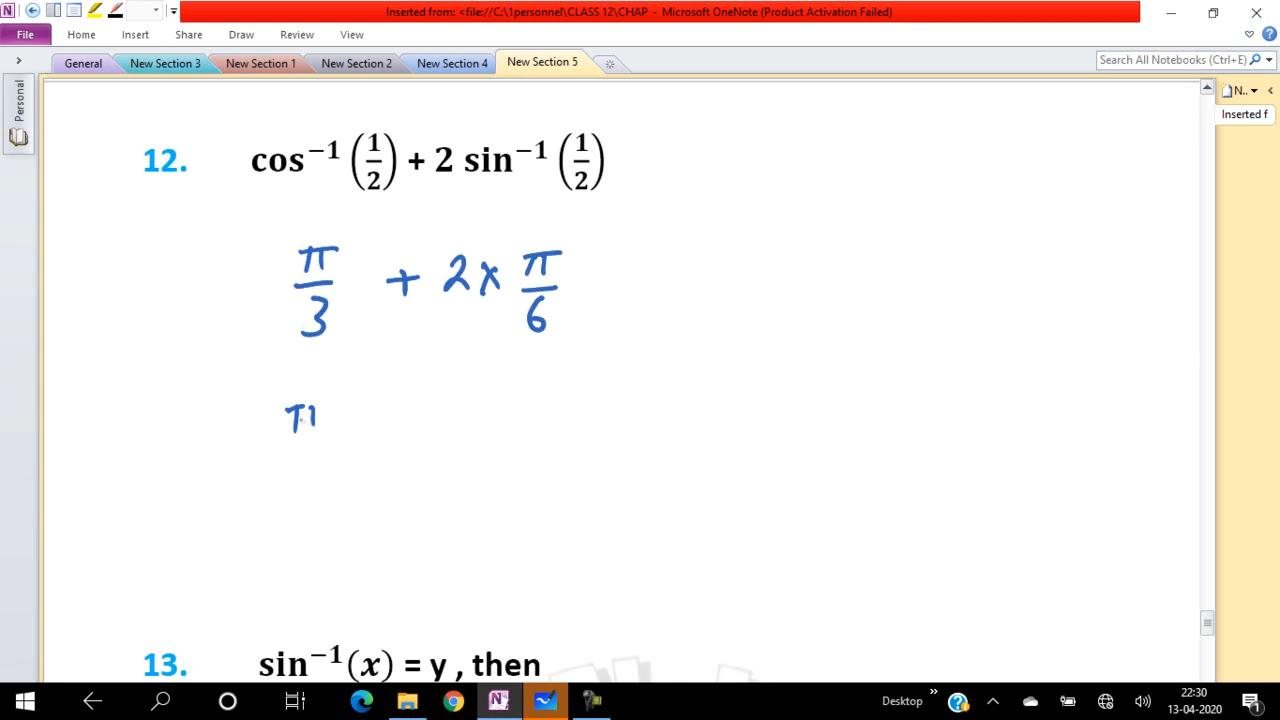 Inserted from: <file://C:\1personnel\CLASS 12\CHAP - Microsoft OneNote (Product Activation Failed)
File Home Insert Share Draw Review View
General New Section 3 New Section 1 New Section 2 New Section 4 New Section 5 Search All Notebooks (Ctrl+E)
Personal
N..
Inserted f
12. cos⁻¹(1/2) + 2 sin⁻¹(1/2)
π/3 + 2 x π/6
π
13. sin⁻¹(x) = y , then
Desktop
22:30
13-04-2020